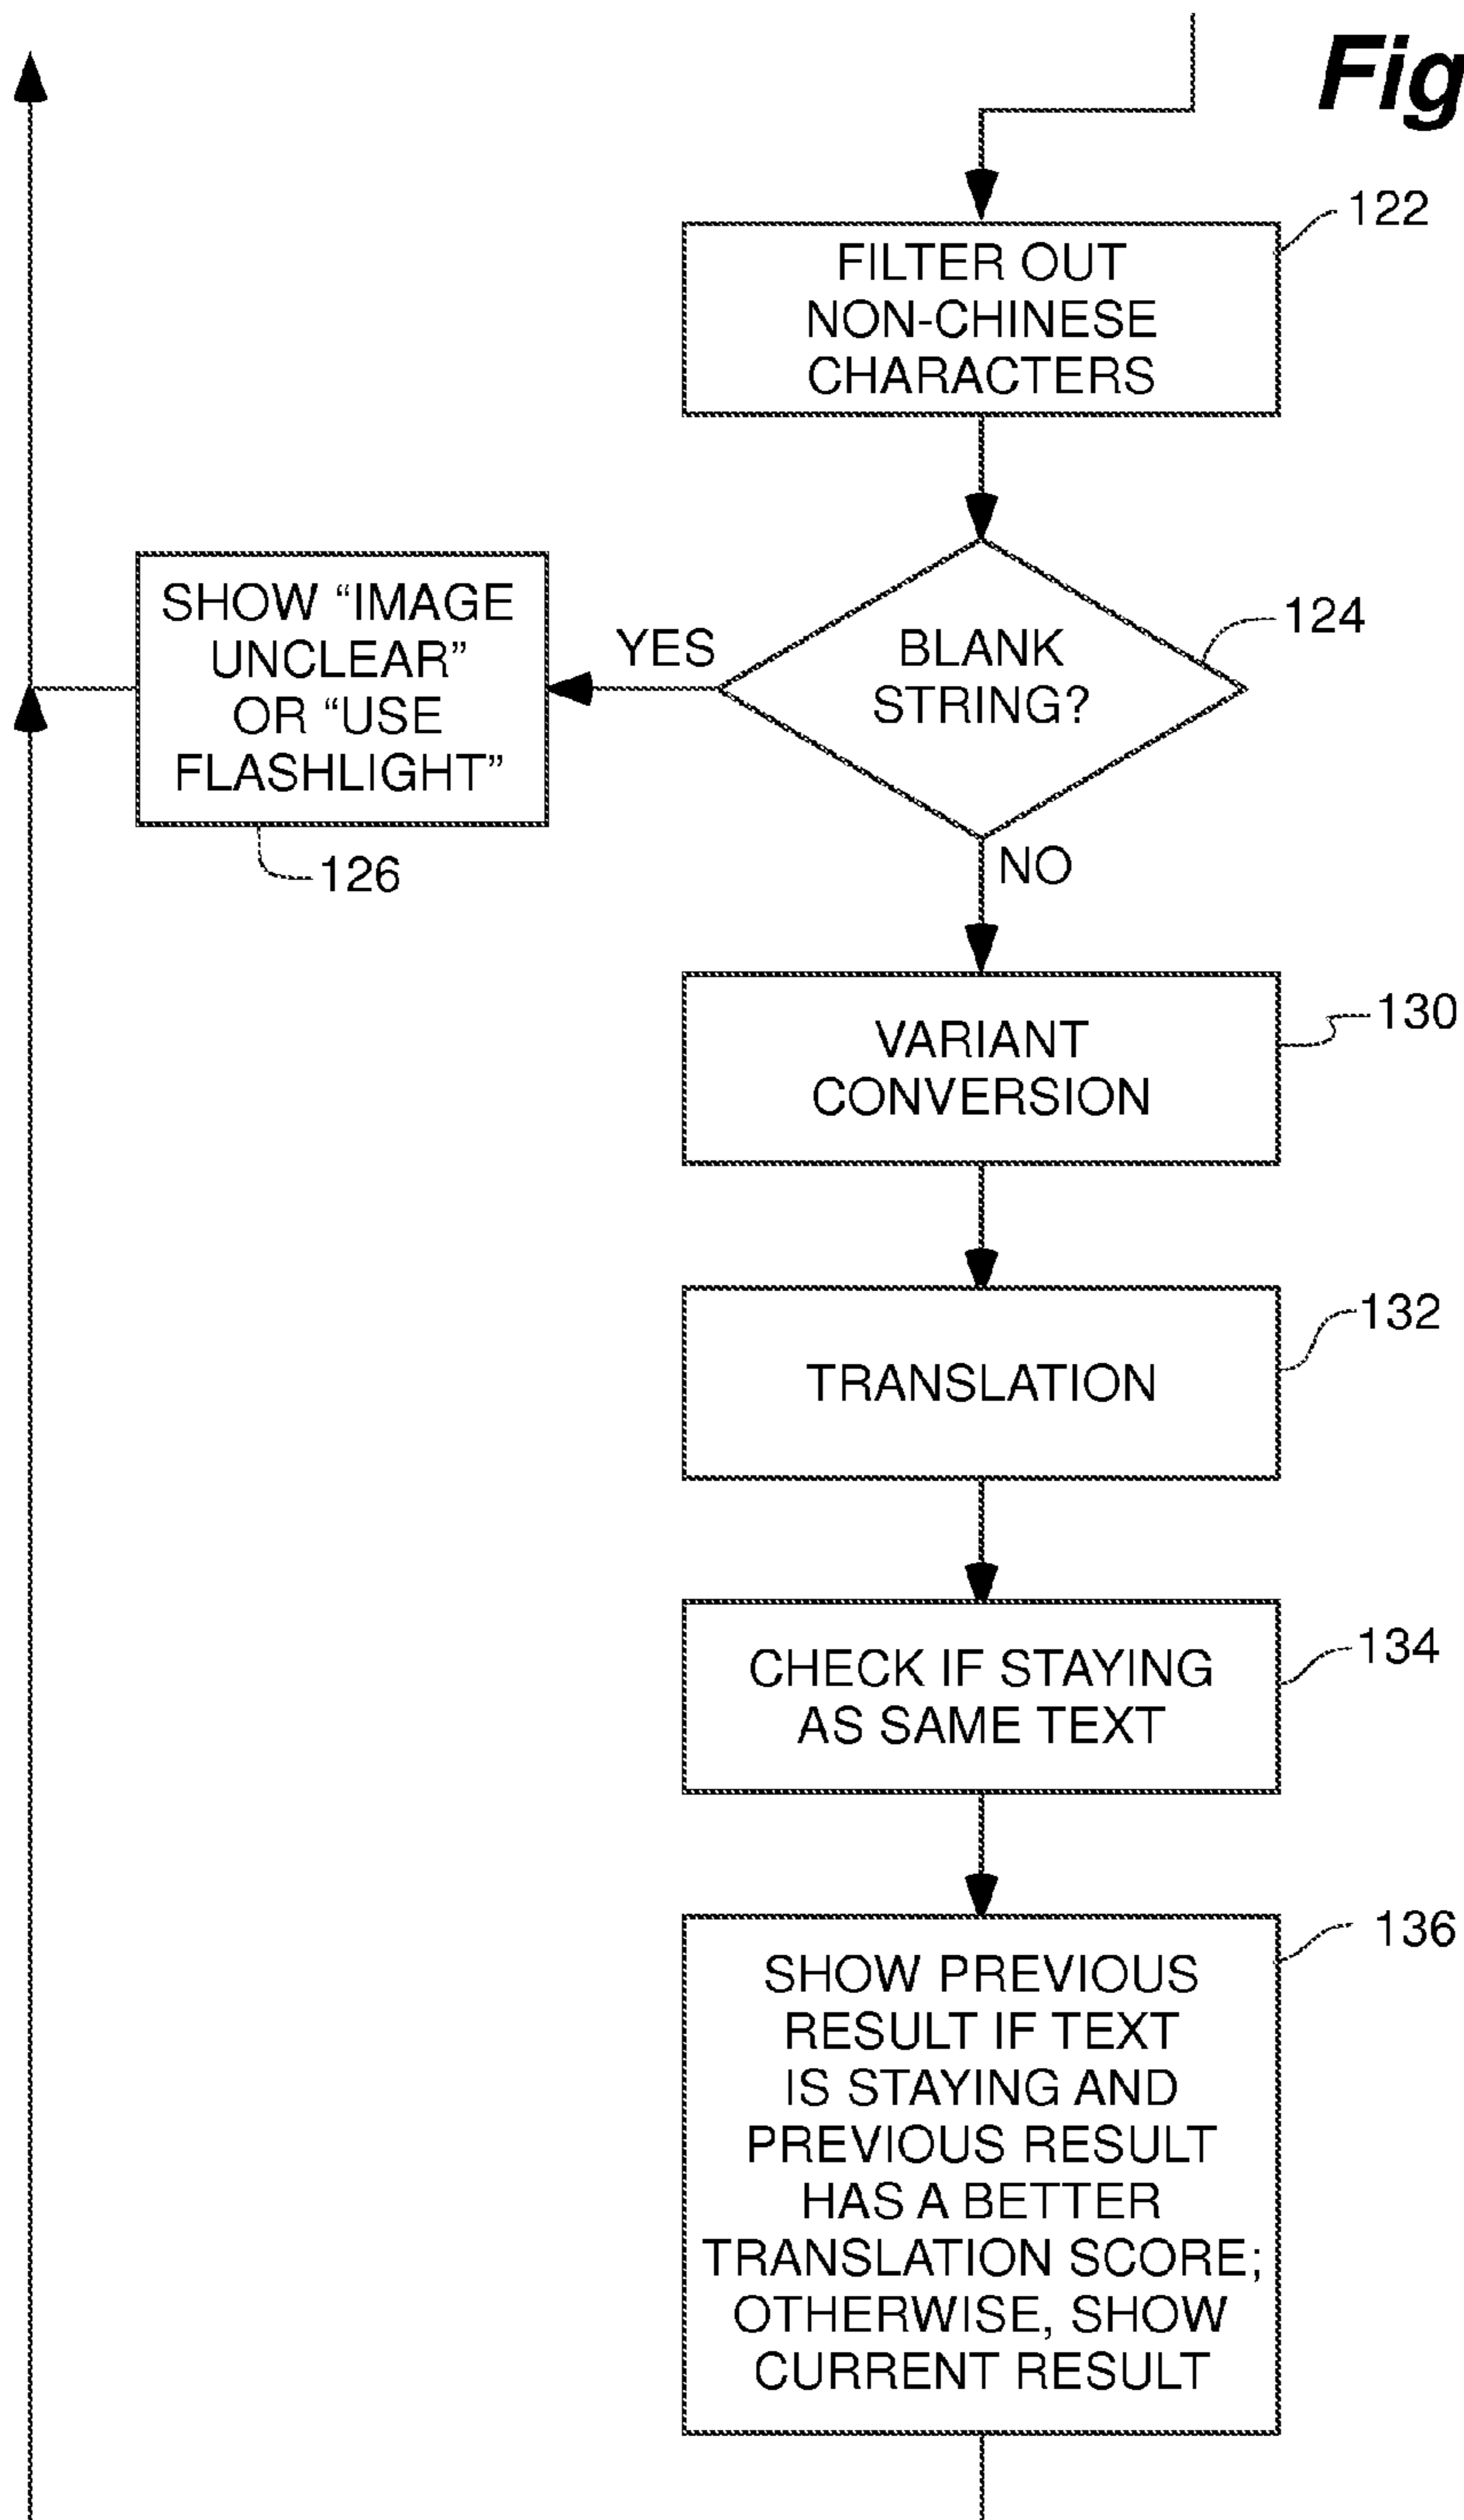 Fig
122
FILTER OUT
NON-CHINESE
CHARACTERS
124
BLANK
STRING?
YES
SHOW “IMAGE
UNCLEAR”
OR “USE
FLASHLIGHT”
126
NO
130
VARIANT
CONVERSION
132
TRANSLATION
134
CHECK IF STAYING
AS SAME TEXT
136
SHOW PREVIOUS
RESULT IF TEXT
IS STAYING AND
PREVIOUS RESULT
HAS A BETTER
TRANSLATION SCORE;
OTHERWISE, SHOW
CURRENT RESULT